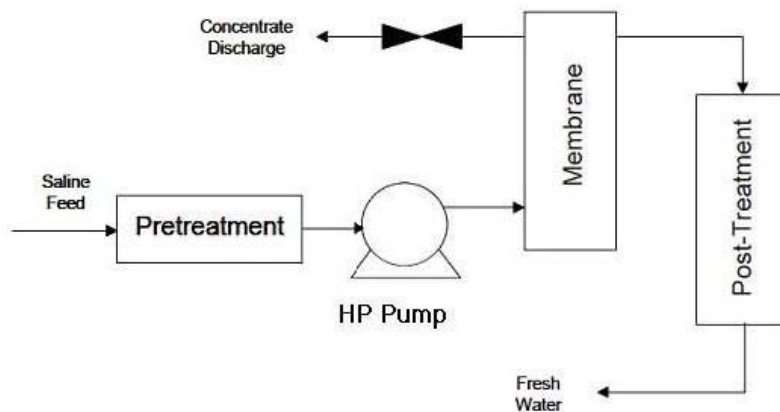 Concentrate
Discharge
Membrane
Post-Treatment
Saline
Feed
Pretreatment
HP Pump
Fresh
Water